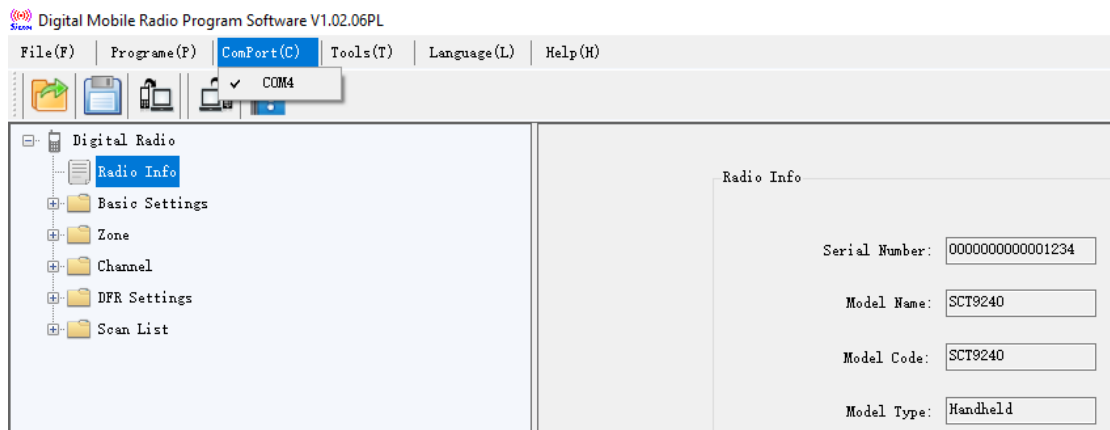 Digital Mobile Radio Program Software V1.02.06PL
File(F) Programe(P) ComPort(C) Tools(T) Language(L) Help(H)
COM4
Digital Radio
Radio Info
Basic Settings
Zone
Channel
DFR Settings
Scan List
Radio Info
Serial Number: 0000000000001234
Model Name: SCT9240
Model Code: SCT9240
Model Type: Handheld